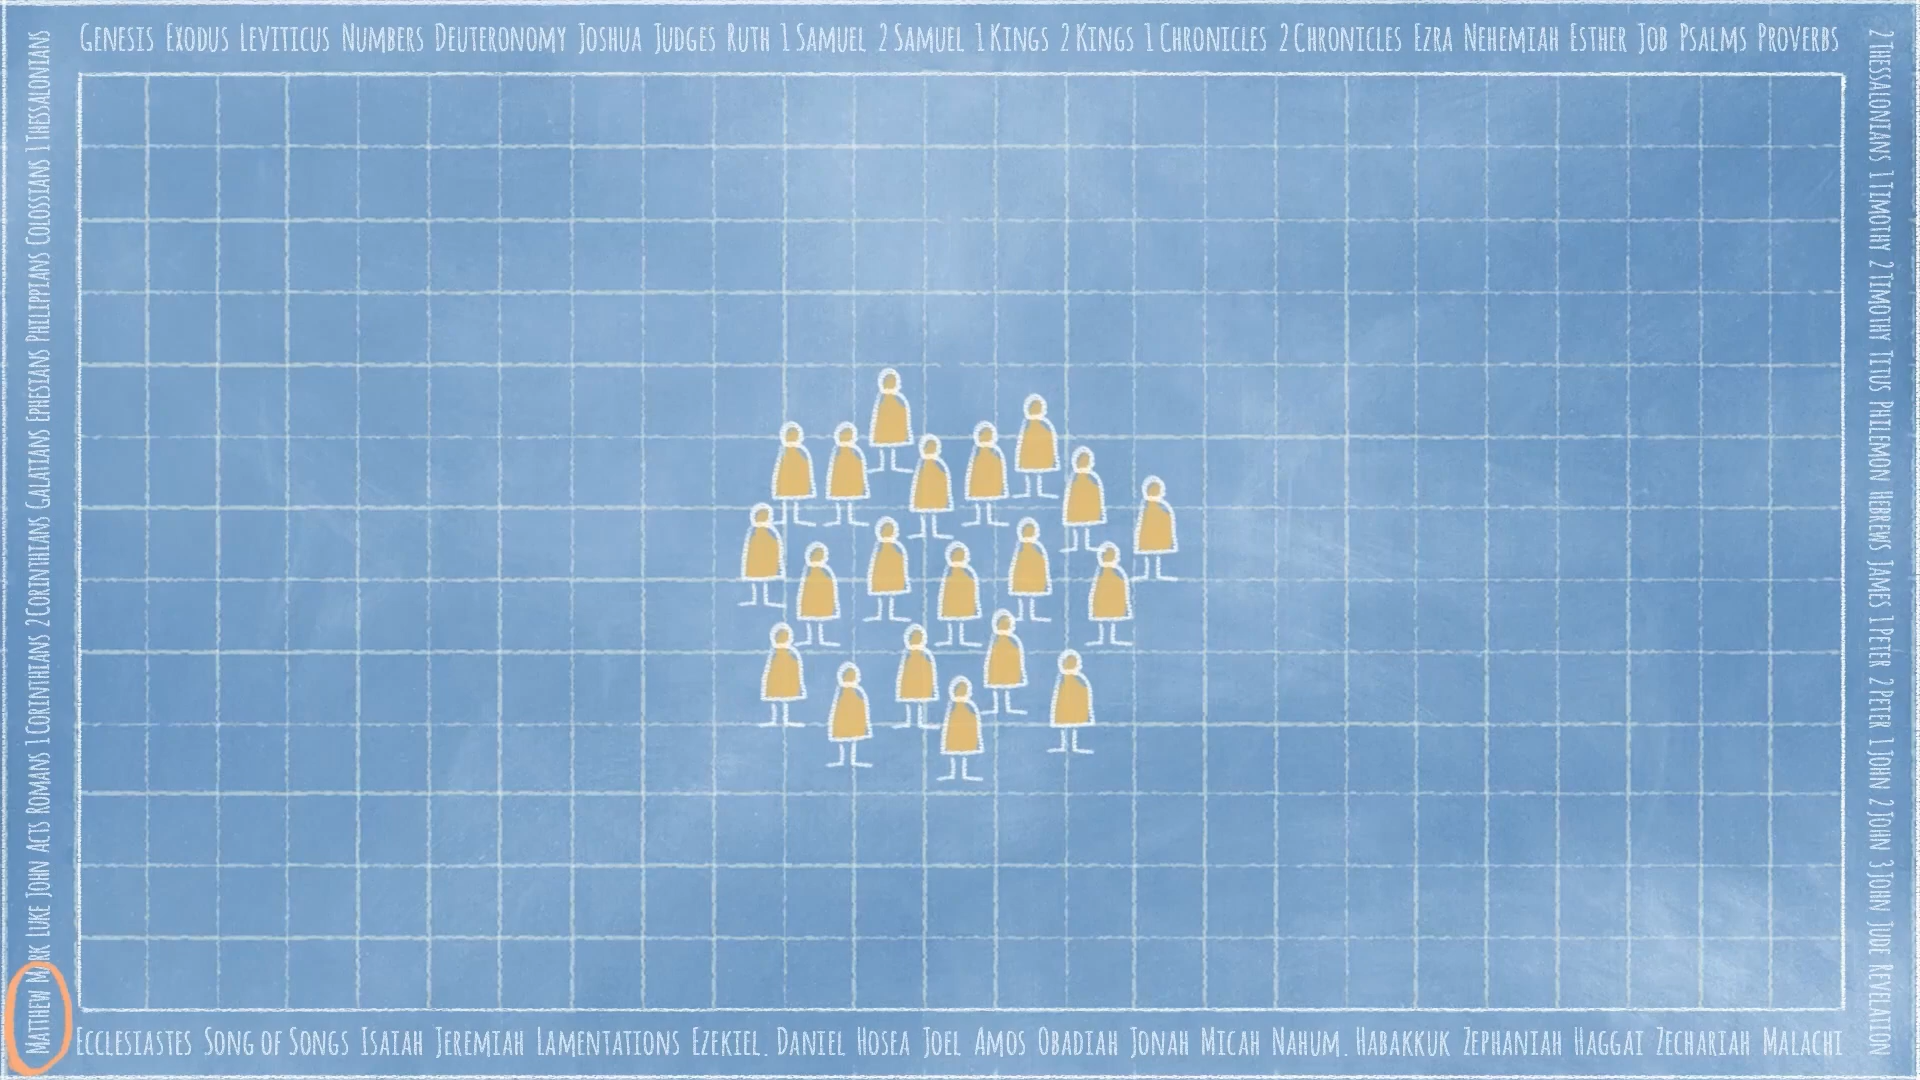 Genesis Exodus Leviticus Numbers Deuteronomy Joshua Judges Ruth 1 Samuel 2 Samuel 1 Kings 2 Kings 1 Chronicles 2 Chronicles Ezra Nehemiah Esther Job Psalms Proverbs
Ecclesiastes Song of Songs Isaiah Jeremiah Lamentations Ezekiel. Daniel Hosea Joel Amos Obadiah Jonah Micah Nahum. Habakkuk Zephaniah Haggai Zechariah Malachi
Matthew Mark Luke John Acts Romans 1 Corinthians 2 Corinthians Galatians Ephesians Philippians Colossians 1 Thessalonians
2 Thessalonians 1 Timothy 2 Timothy Titus Philemon Hebrews James 1 Peter 2 Peter 1 John 2 John 3 John Jude Revelation